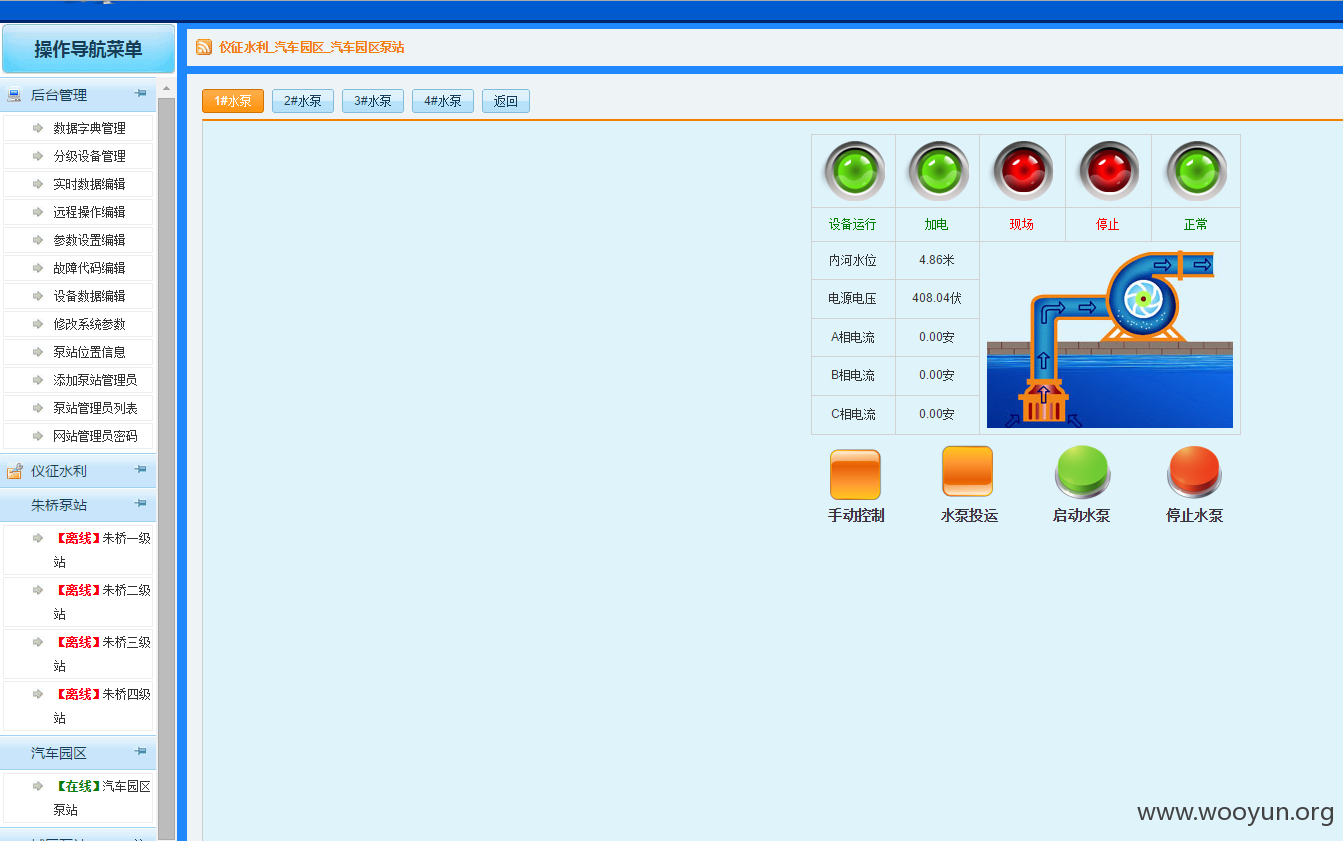 操作导航菜单
后台管理
数据字典管理
分级设备管理
实时数据编辑
远程操作编辑
参数设置编辑
故障代码编辑
设备数据编辑
修改系统参数
泵站位置信息
添加泵站管理员
泵站管理员列表
网站管理员密码
仪征水利
朱桥泵站
【离线】朱桥一级
站
【离线】朱桥二级
站
【离线】朱桥三级
站
【离线】朱桥四级
站
汽车园区
【在线】汽车园区
泵站
仪征水利_汽车园区_汽车园区泵站
1#水泵 2#水泵 3#水泵 4#水泵 返回
设备运行 加电 现场 停止 正常
内河水位 4.86米
电源电压 408.04伏
A相电流 0.00安
B相电流 0.00安
C相电流 0.00安
手动控制 水泵投运 启动水泵 停止水泵
www.wooyun.org